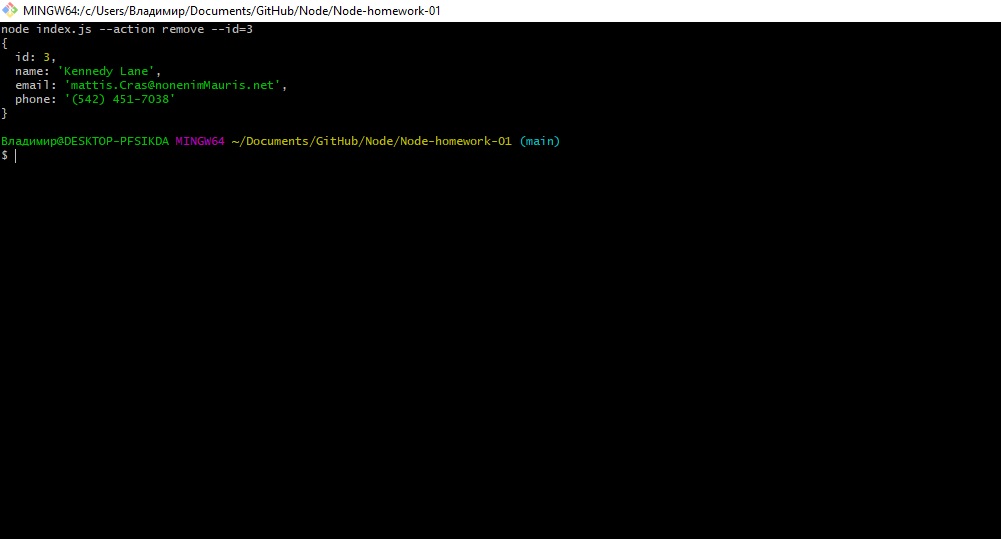 MINGW64:/c/Users/Владимир/Documents/GitHub/Node/Node-homework-01
node index.js --action remove --id=3
{
  id: 3,
  name: 'Kennedy Lane',
  email: 'mattis.Cras@nonenimMauris.net',
  phone: '(542) 451-7038'
}
Владимир@DESKTOP-PFSIKDA MINGW64 ~/Documents/GitHub/Node/Node-homework-01 (main)
$